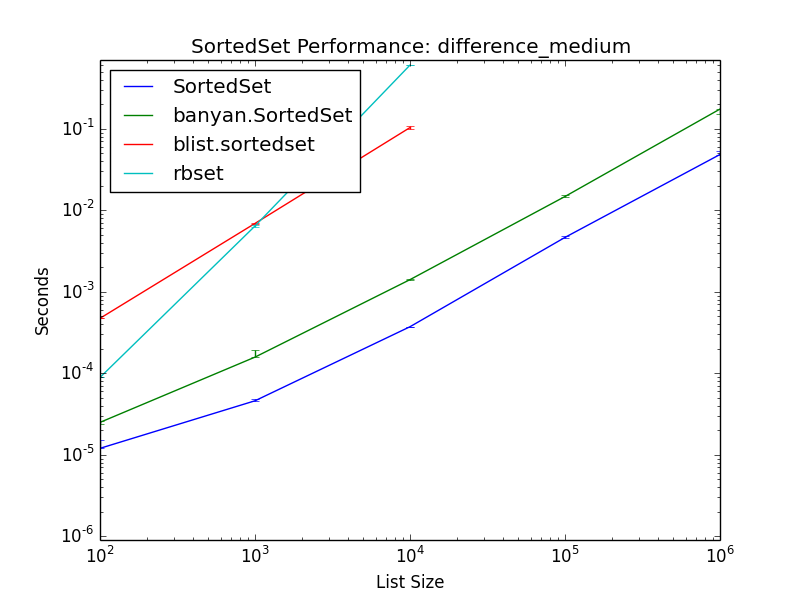 SortedSet Performance: difference_medium
SortedSet
banyan.SortedSet
blist.sortedset
rbset
10^-1
10^-2
10^-3
10^-4
10^-5
10^-6
Seconds
10^2 10^3 10^4 10^5 10^6
List Size